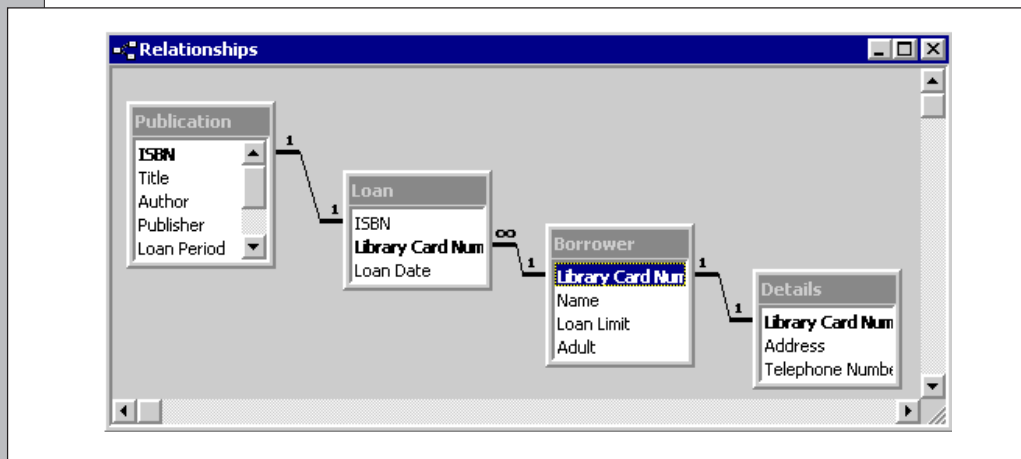 Relationships
Publication
ISBN
Title
Author
Publisher
Loan Period
1
1
Loan
ISBN
Library Card Num
Loan Date
∞
1
Borrower
Library Card Num
Name
Loan Limit
Adult
1
1
Details
Library Card Num
Address
Telephone Numbe